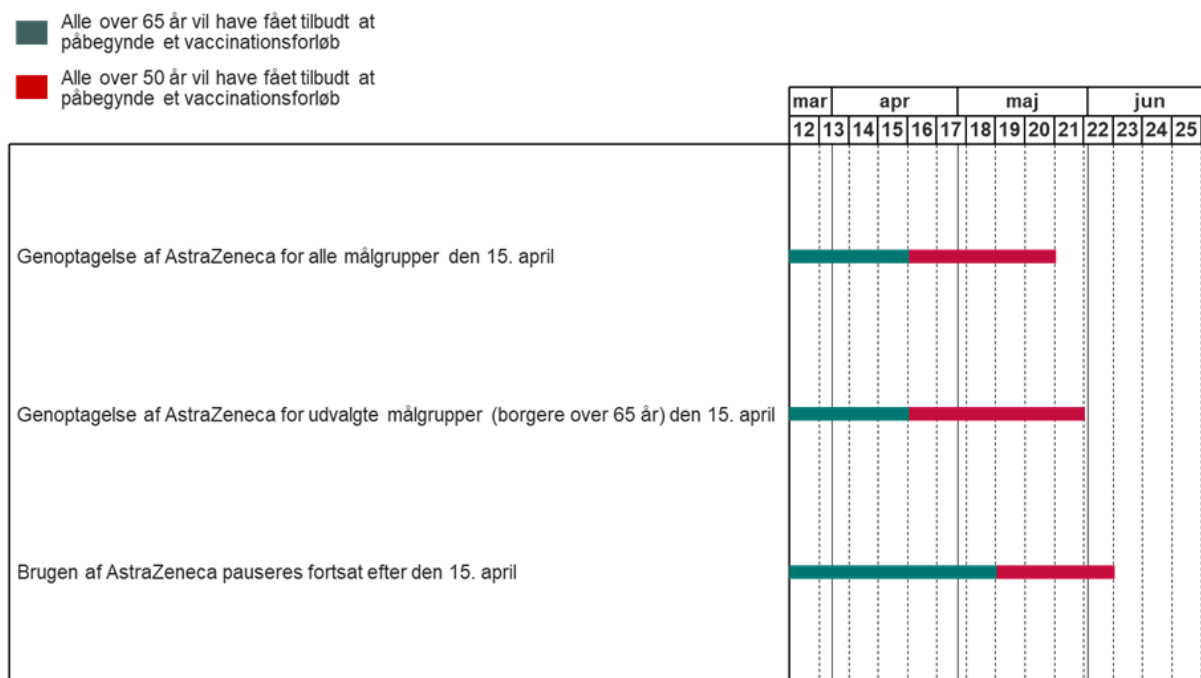 Alle over 65 år vil have fået tilbudt at
påbegynde et vaccinationsforløb
Alle over 50 år vil have fået tilbudt at
påbegynde et vaccinationsforløb
mar apr maj jun
12 13 14 15 16 17 18 19 20 21 22 23 24 25
Genoptagelse af AstraZeneca for alle målgrupper den 15. april
Genoptagelse af AstraZeneca for udvalgte målgrupper (borgere over 65 år) den 15. april
Brugen af AstraZeneca pauseres fortsat efter den 15. april